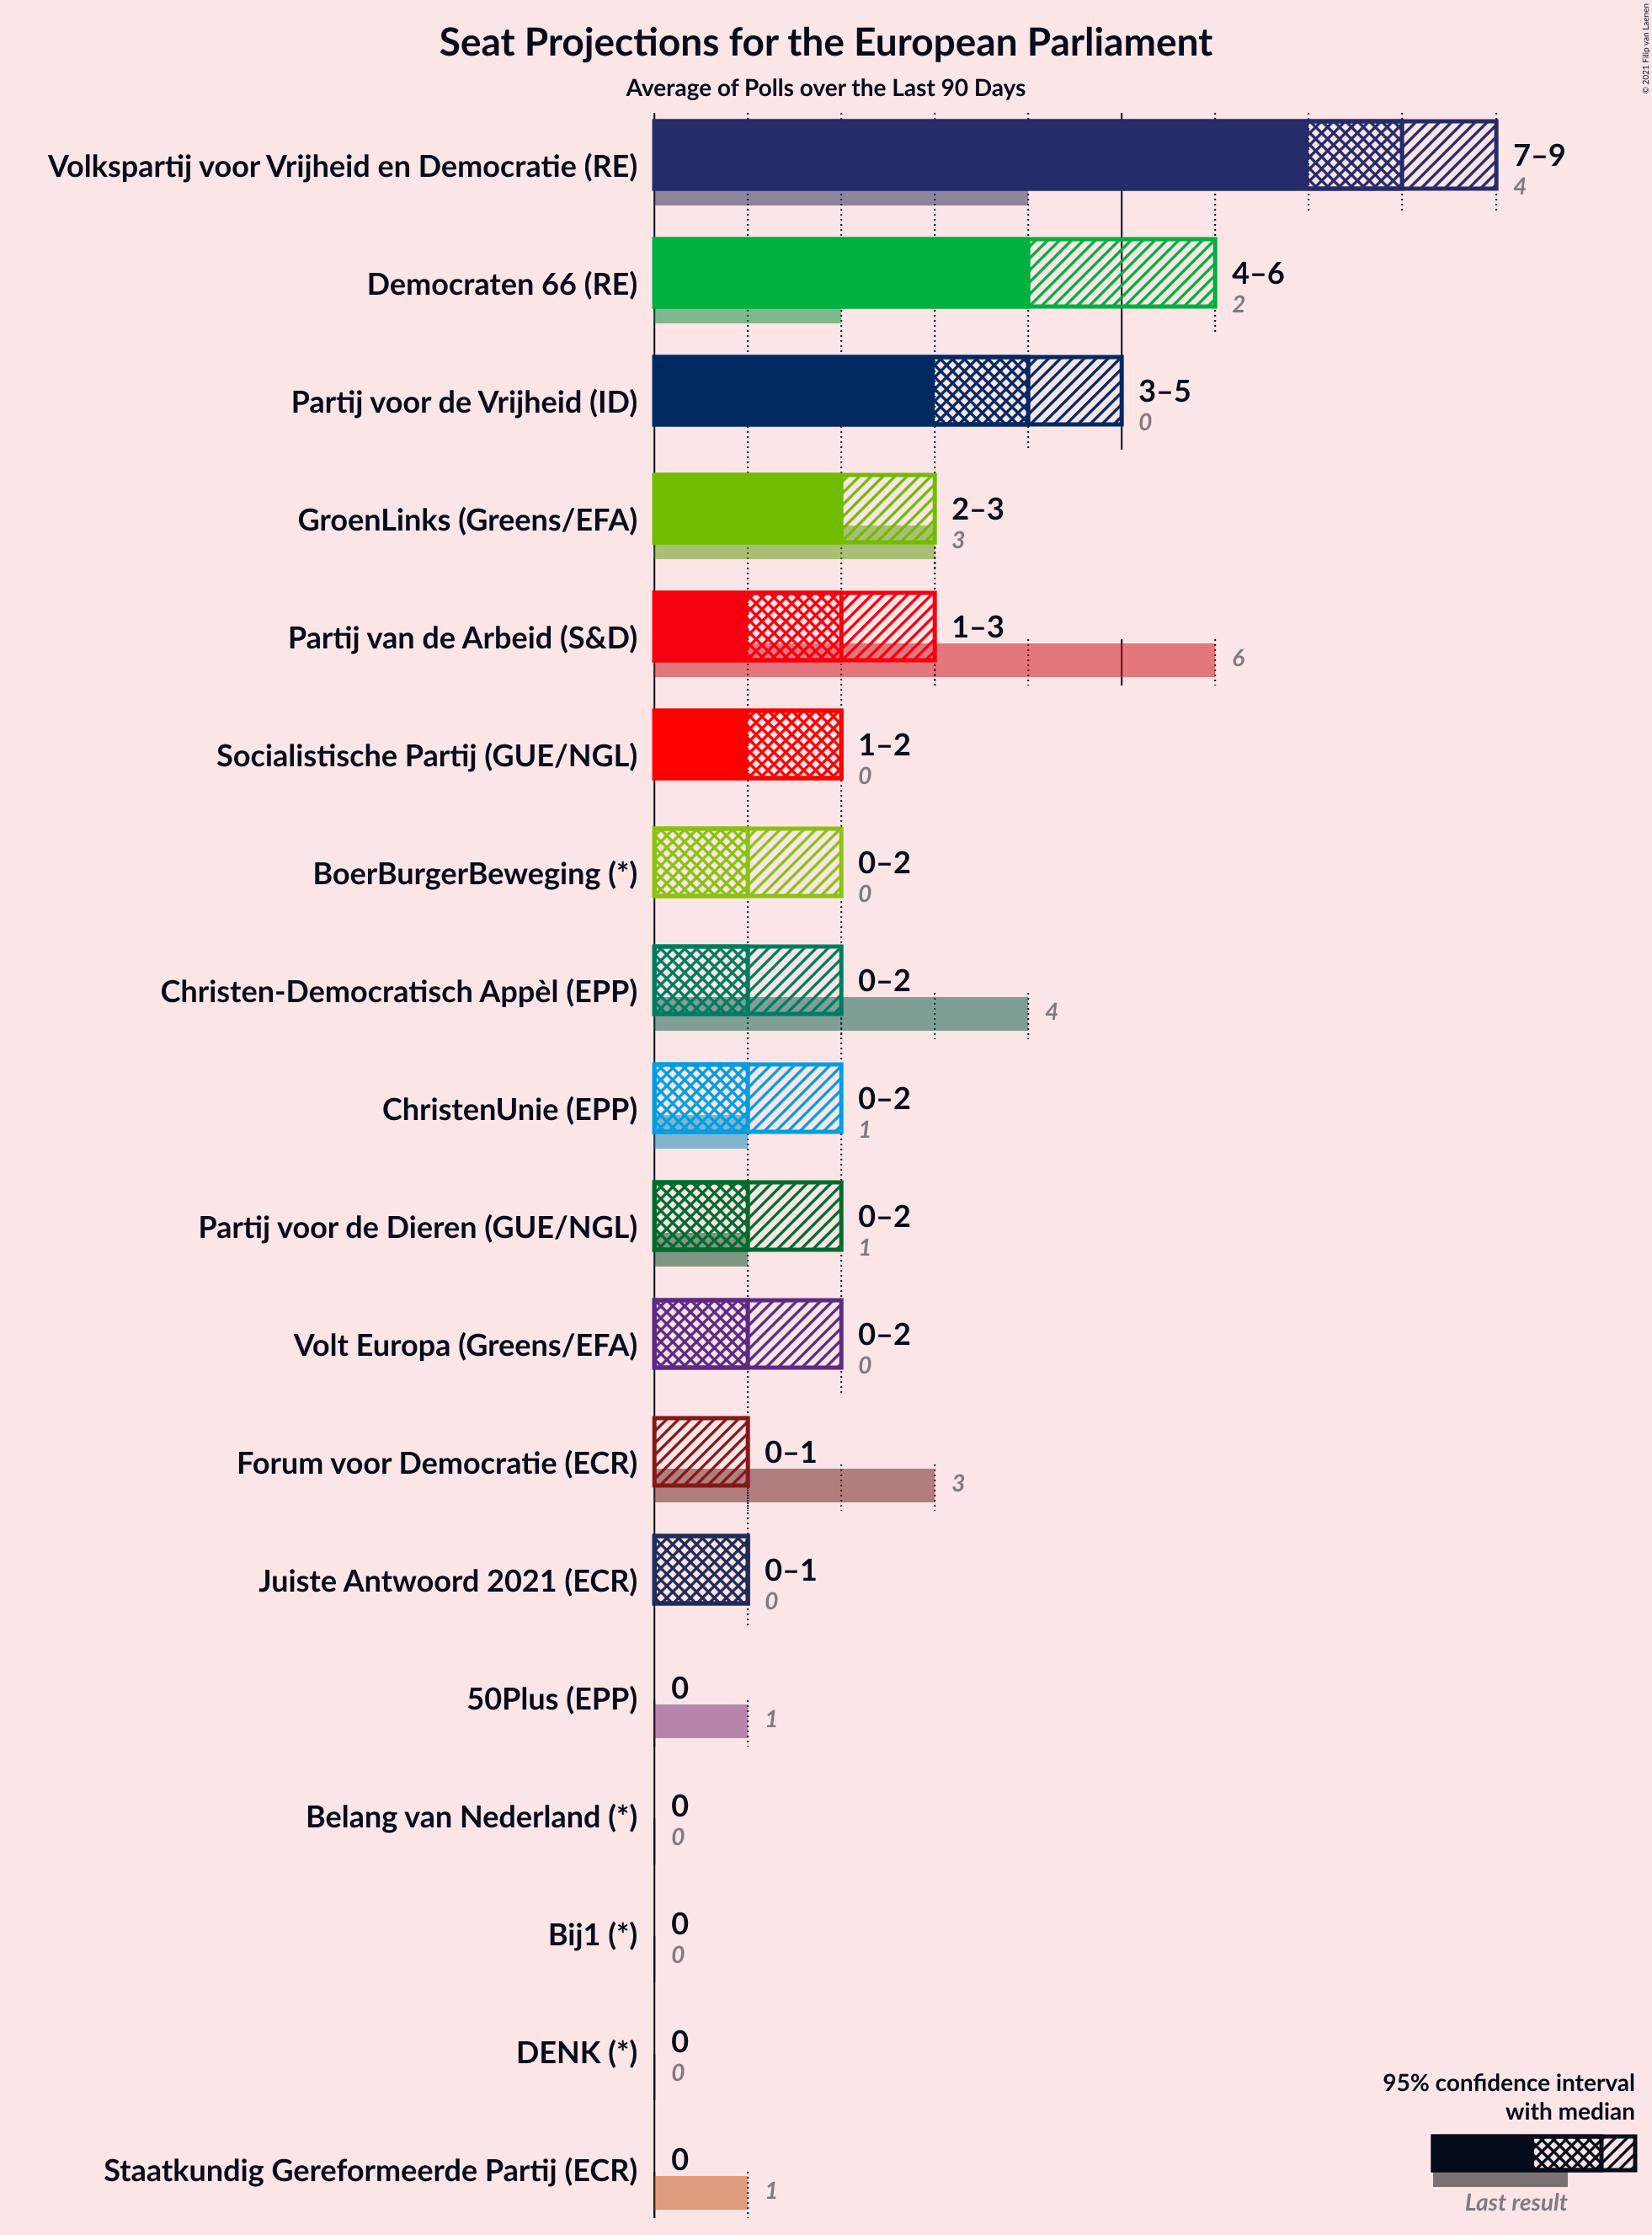 Seat Projections for the European Parliament
Average of Polls over the Last 90 Days
© 2021 Filip van Laenen
Volkspartij voor Vrijheid en Democratie (RE)
7–9
4
Democraten 66 (RE)
4–6
2
Partij voor de Vrijheid (ID)
3–5
0
GroenLinks (Greens/EFA)
2–3
3
Partij van de Arbeid (S&D)
1–3
6
Socialistische Partij (GUE/NGL)
1–2
0
BoerBurgerBeweging (*)
0–2
0
Christen-Democratisch Appèl (EPP)
0–2
4
ChristenUnie (EPP)
0–2
1
Partij voor de Dieren (GUE/NGL)
0–2
1
Volt Europa (Greens/EFA)
0–2
0
Forum voor Democratie (ECR)
0–1
3
Juiste Antwoord 2021 (ECR)
0–1
0
50Plus (EPP)
0
1
Belang van Nederland (*)
0
0
Bij1 (*)
0
0
DENK (*)
0
0
Staatkundig Gereformeerde Partij (ECR)
0
1
95% confidence interval
with median
Last result